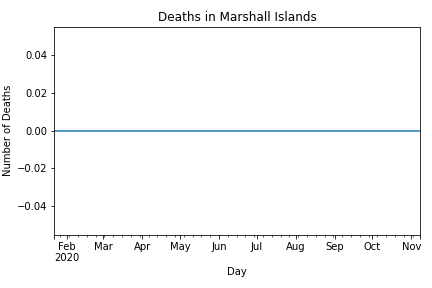 Deaths in Marshall Islands
Number of Deaths
0.04
0.02
0.00
−0.02
−0.04
Feb Mar Apr May Jun Jul Aug Sep Oct Nov
2020
Day